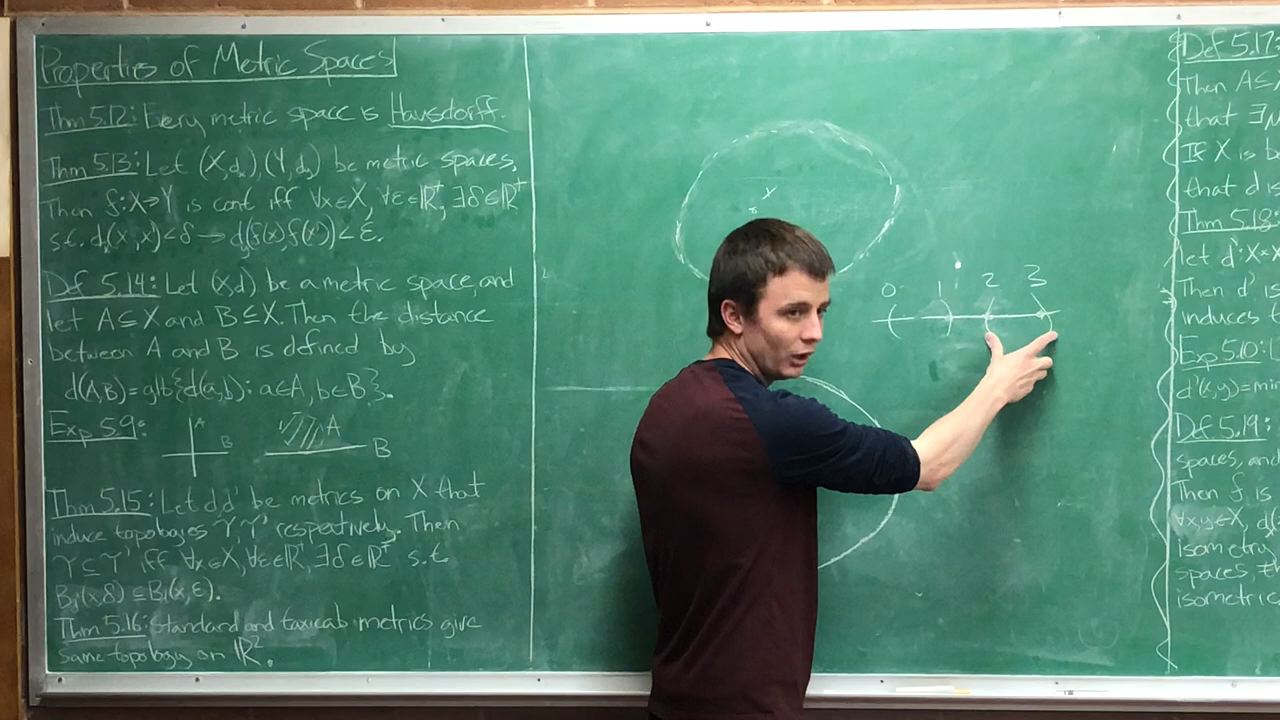 Properties of Metric Spaces
Thm 5.12: Every metric space is Hausdorff.
Thm 5.13: Let (X,dₓ), (Y,dᵧ) be metric spaces.
Then f: X→Y is cont iff ∀x∈X, ∀ε∈ℝ⁺, ∃δ∈ℝ⁺
s.t. dₓ(x,x')<δ → dᵧ(f(x),f(x'))<ε.
Def 5.14: Let (X,d) be a metric space, and
let A⊆X and B⊆X. Then the distance
between A and B is defined by
d(A,B)=glb{d(a,b): a∈A, b∈B}.
Exp 5.9:
A
B
A
B
Thm 5.15: Let d,d' be metrics on X that
induce topologies 𝒯,𝒯' respectively. Then
𝒯⊆𝒯' iff ∀x∈X, ∀ε∈ℝ⁺, ∃δ∈ℝ⁺ s.t.
B_d'(x,δ)⊆B_d(x,ε).
Thm 5.16: Standard and taxicab metrics give
same topology on ℝ².
y
0 1 2 3
Def 5.17:
Then A⊆
that ∃
If X is b
that d is
Thm 5.18:
let d': X×X
Then d' is
induces t
Exp 5.10: L
d'(x,y)=min
Def 5.19:
spaces, and
Then f is
∀x,y∈X, d(
isometry
spaces, th
isometric